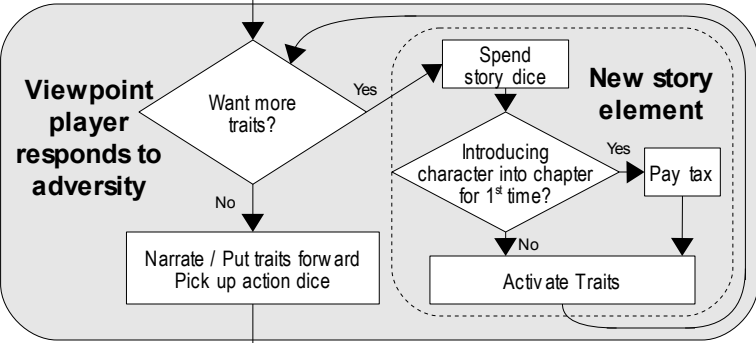 Viewpoint
player
responds to
adversity
Want more
traits?
Yes
No
Narrate / Put traits forward
Pick up action dice
Spend
story dice
New story
element
Introducing
character into chapter
for 1st time?
Yes
Pay tax
No
Activate Traits